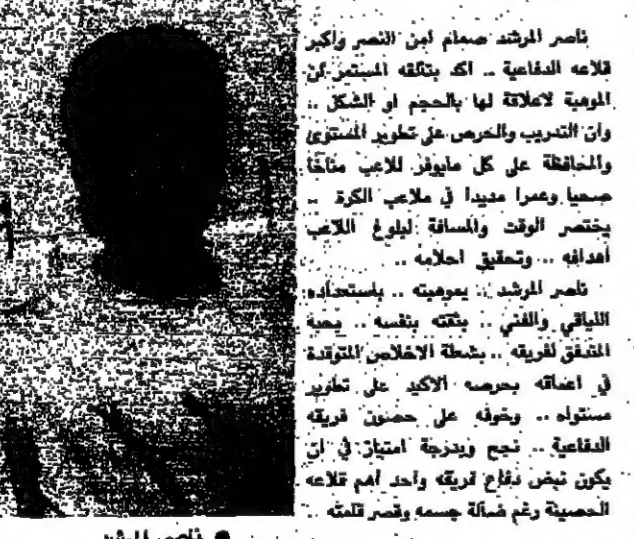 ناصر المرشد صمام امن النصر واكبر
قلاعه الدفاعية .. اكد بتالقه المستمر ان
الموهبة لاعلاقة لها بالحجم او الشكل ..
وان التدريب والحرص على تطوير المستوى
والمحافظة على كل مايوفر للاعب مناخا
صحيا وعمرا مديدا في ملاعب الكرة ..
يختصر الوقت والمسافة لبلوغ اللاعب
أهدافه .. وتحقيق احلامه ..
ناصر المرشد .. بموهبته .. باستعداده
اللياقي والفني .. بثقته بنفسه .. بحبه
المتدفق لفريقه .. بشعلة الاخلاص المتوقدة
في اعماقه بحرصه الاكيد على تطوير
مستواه .. وخوفه على حصون فريقه
الدفاعية .. نجح وبدرجة امتياز في ان
يكون نبض دفاع فريقه واحد أهم قلاعه
الحصينة رغم ضآلة جسمه وقصر قامته ..
● ناصر المرشد